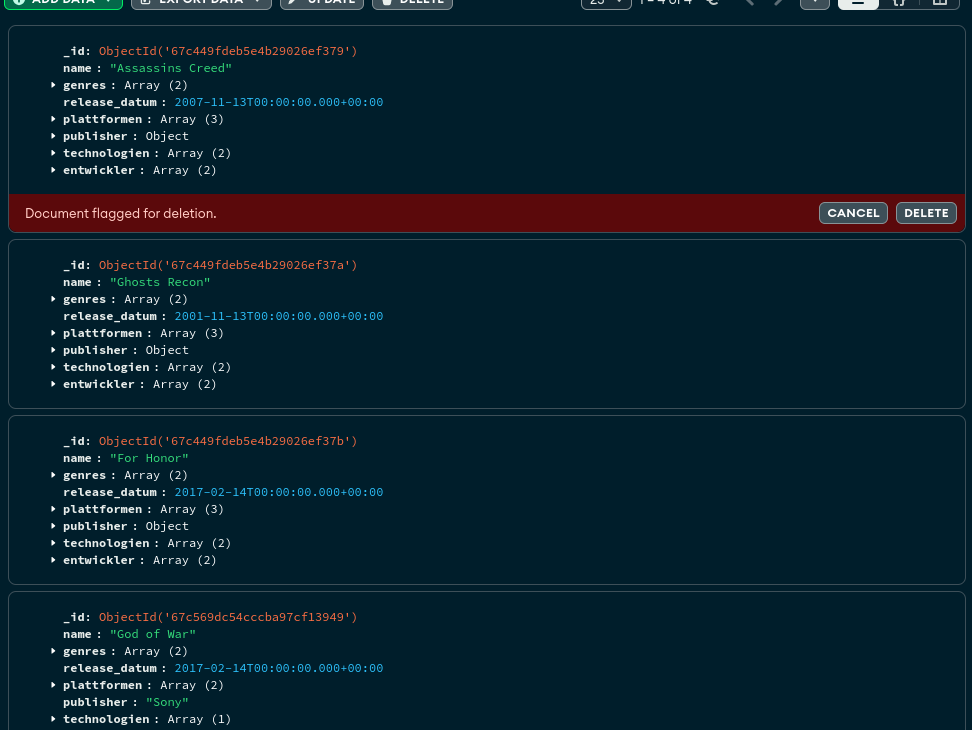 ADD DATA
EXPORT DATA
UPDATE
DELETE
25
1 – 4 of 4
_id: ObjectId('67c449fdeb5e4b29026ef379')
name : "Assassins Creed"
genres : Array (2)
release_datum : 2007-11-13T00:00:00.000+00:00
plattformen : Array (3)
publisher : Object
technologien : Array (2)
entwickler : Array (2)
Document flagged for deletion.
CANCEL
DELETE
_id: ObjectId('67c449fdeb5e4b29026ef37a')
name : "Ghosts Recon"
genres : Array (2)
release_datum : 2001-11-13T00:00:00.000+00:00
plattformen : Array (3)
publisher : Object
technologien : Array (2)
entwickler : Array (2)
_id: ObjectId('67c449fdeb5e4b29026ef37b')
name : "For Honor"
genres : Array (2)
release_datum : 2017-02-14T00:00:00.000+00:00
plattformen : Array (3)
publisher : Object
technologien : Array (2)
entwickler : Array (2)
_id: ObjectId('67c569dc54cccba97cf13949')
name : "God of War"
genres : Array (2)
release_datum : 2017-02-14T00:00:00.000+00:00
plattformen : Array (2)
publisher : "Sony"
technologien : Array (1)